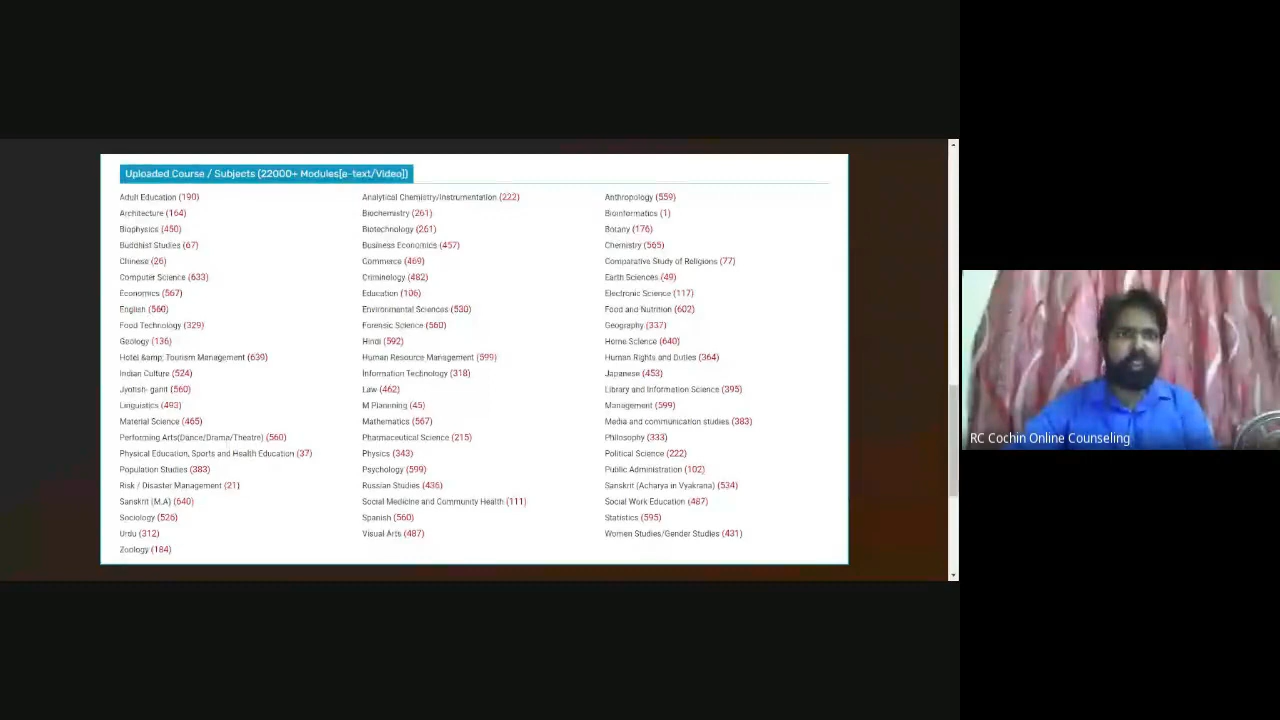 Uploaded Course / Subjects (22000+ Modules[e-text/Video])
Adult Education (190) Analytical Chemistry/Instrumentation (222) Anthropology (559)
Architecture (164) Biochemistry (261) Bioinformatics (1)
Biophysics (450) Biotechnology (261) Botany (176)
Buddhist Studies (67) Business Economics (457) Chemistry (565)
Chinese (26) Commerce (469) Comparative Study of Religions (77)
Computer Science (633) Criminology (482) Earth Sciences (49)
Economics (567) Education (106) Electronic Science (117)
English (560) Environmental Sciences (530) Food and Nutrition (602)
Food Technology (329) Forensic Science (560) Geography (337)
Geology (136) Hindi (592) Home Science (640)
Hotel &amp; Tourism Management (639) Human Resource Management (599) Human Rights and Duties (364)
Indian Culture (524) Information Technology (318) Japanese (453)
Jyotish- ganit (560) Law (462) Library and Information Science (395)
Linguistics (493) M Planning (45) Management (599)
Material Science (465) Mathematics (567) Media and communication studies (383)
Performing Arts(Dance/Drama/Theatre) (560) Pharmaceutical Science (215) Philosophy (333)
Physical Education, Sports and Health Education (37) Physics (343) Political Science (222)
Population Studies (383) Psychology (599) Public Administration (102)
Risk / Disaster Management (21) Russian Studies (436) Sanskrit (Acharya in Vyakrana) (534)
Sanskrit (M.A) (640) Social Medicine and Community Health (111) Social Work Education (487)
Sociology (526) Spanish (560) Statistics (595)
Urdu (312) Visual Arts (487) Women Studies/Gender Studies (431)
Zoology (184)
RC Cochin Online Counseling